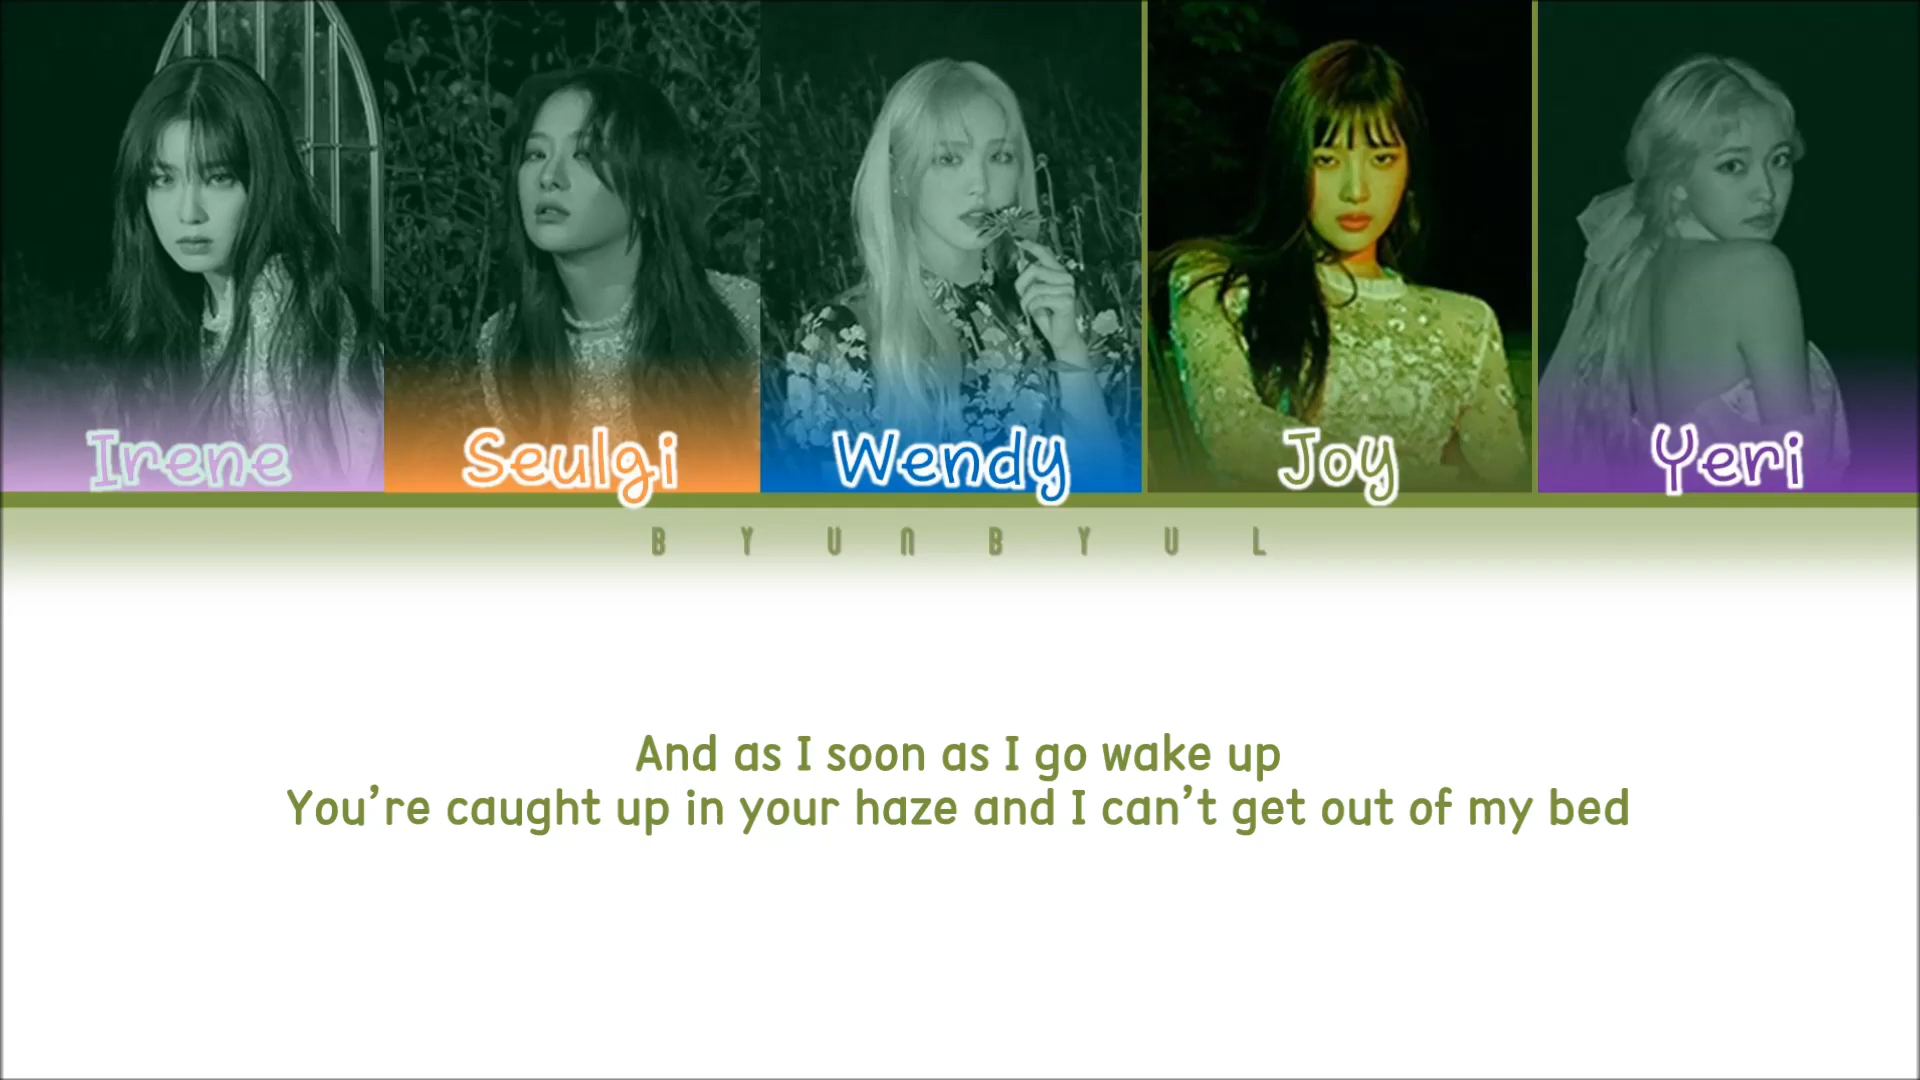 Irene Seulgi Wendy Joy Yeri
BYUNBYUL
And as I soon as I go wake up
You're caught up in your haze and I can't get out of my bed